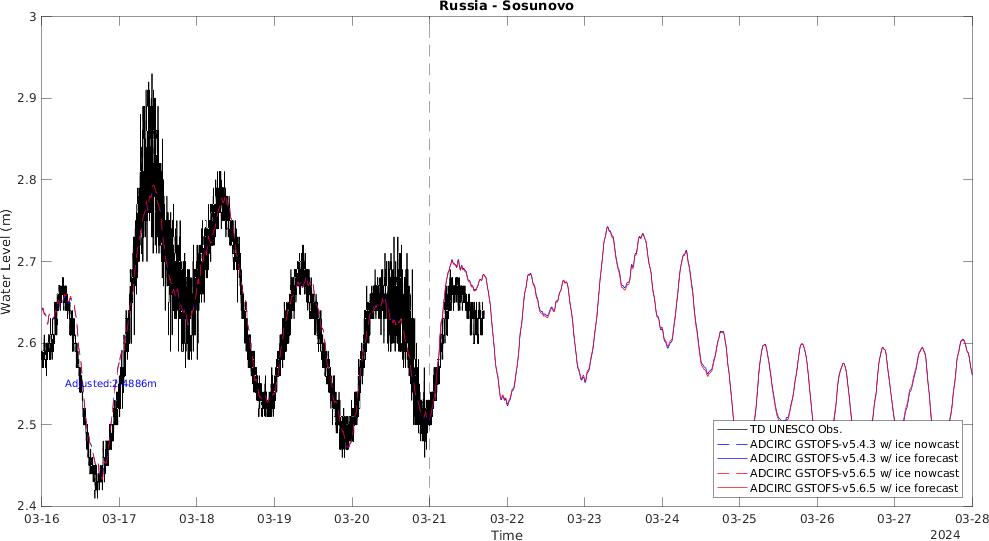 Russia - Sosunovo
3
2.9
2.8
2.7
2.6
2.5
2.4
Water Level (m)
Adjusted:2.4886m
TD UNESCO Obs.
ADCIRC GSTOFS-v5.4.3 w/ ice nowcast
ADCIRC GSTOFS-v5.4.3 w/ ice forecast
ADCIRC GSTOFS-v5.6.5 w/ ice nowcast
ADCIRC GSTOFS-v5.6.5 w/ ice forecast
03-16 03-17 03-18 03-19 03-20 03-21 03-22 03-23 03-24 03-25 03-26 03-27 03-28
Time
2024